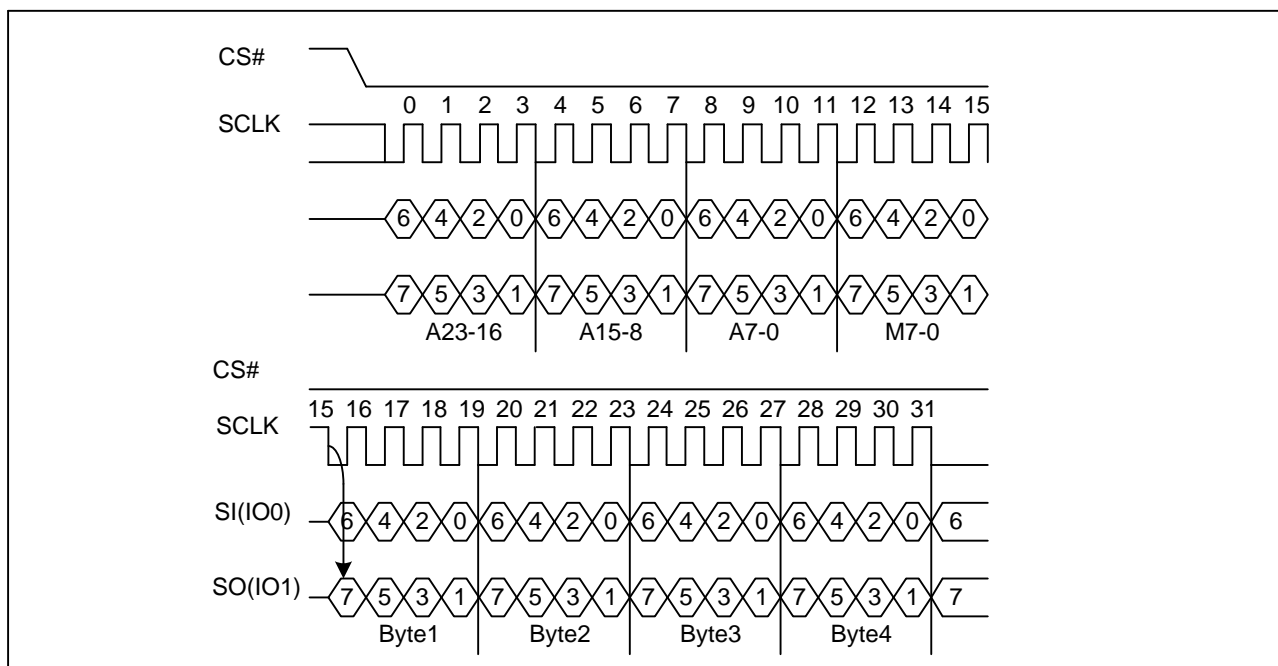 CS#
0 1 2 3 4 5 6 7 8 9 10 11 12 13 14 15
SCLK
6 4 2 0 6 4 2 0 6 4 2 0 6 4 2 0
7 5 3 1 7 5 3 1 7 5 3 1 7 5 3 1
A23-16 A15-8 A7-0 M7-0
CS#
15 16 17 18 19 20 21 22 23 24 25 26 27 28 29 30 31
SCLK
SI(IO0) 6 4 2 0 6 4 2 0 6 4 2 0 6 4 2 0 6
SO(IO1) 7 5 3 1 7 5 3 1 7 5 3 1 7 5 3 1 7
Byte1 Byte2 Byte3 Byte4